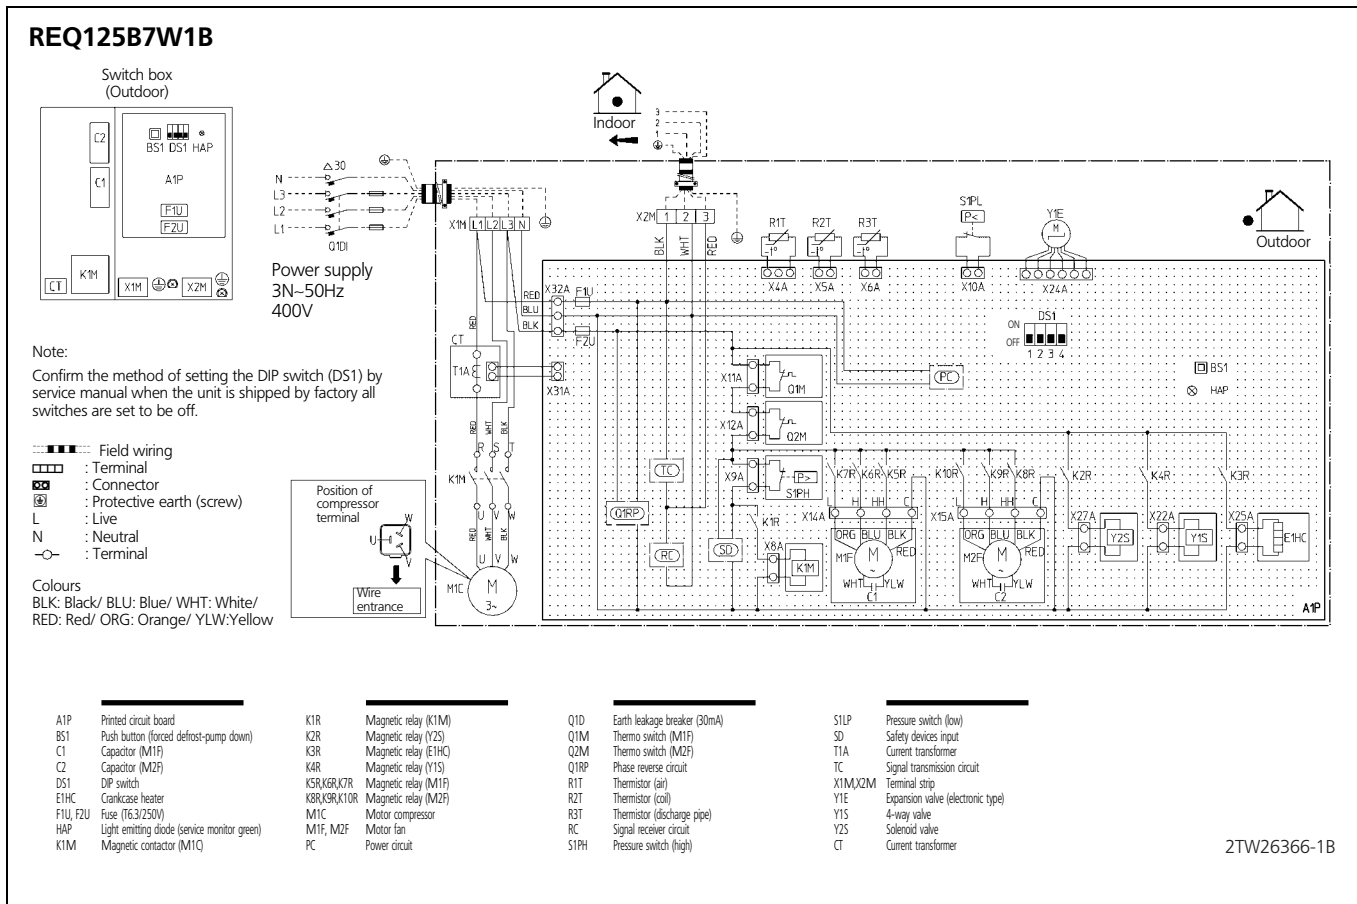 REQ125B7W1B
Switch box
(Outdoor)
C2
BS1 DS1 HAP
C1
A1P
F1U
F2U
K1M
CT
X1M
X2M
Indoor
3
2
△30
N
L3
L2
L1
Q1DI
Power supply
3N~50Hz
400V
X1M L1 L2 L3 N
X2M 1 2 3
BLK
WHT
RED
R1T
R2T
R3T
S1PL
P<
Y1E
M
Outdoor
t°
t°
t°
X4A
X5A
X6A
X10A
X24A
X32A
RED
BLU
BLK
F1U
F2U
RED
CT
T1A
X31A
DS1
ON
OFF
1 2 3 4
BS1
HAP
X11A
Q1M
PC
X12A
Q2M
X9A
P>
S1PH
RED
WHT
BLK
R S T
K1M
U V W
RED
WHT
BLK
U V W
M1C
M
3~
TC
Q1RP
RC
SD
K1R
X8A
K1M
K7R K6R K5R
K10R K9R K8R
K2R
K4R
K3R
L H HH C
X14A
L H HH C
X15A
X27A
X22A
X25A
ORG BLU BLK
M1F
M
~
RED
WHT YLW
C1
ORG BLU BLK
M2F
M
~
RED
WHT YLW
C2
Y2S
Y1S
E1HC
A1P
Note:
Confirm the method of setting the DIP switch (DS1) by
service manual when the unit is shipped by factory all
switches are set to be off.
Field wiring
: Terminal
: Connector
: Protective earth (screw)
L : Live
N : Neutral
: Terminal
Colours
BLK: Black/ BLU: Blue/ WHT: White/
RED: Red/ ORG: Orange/ YLW:Yellow
Position of
compressor
terminal
W
U
V
Wire
entrance
A1P Printed circuit board
BS1 Push button (forced defrost-pump down)
C1 Capacitor (M1F)
C2 Capacitor (M2F)
DS1 DIP switch
E1HC Crankcase heater
F1U, F2U Fuse (T6.3/250V)
HAP Light emitting diode (service monitor green)
K1M Magnetic contactor (M1C)
K1R Magnetic relay (K1M)
K2R Magnetic relay (Y2S)
K3R Magnetic relay (E1HC)
K4R Magnetic relay (Y1S)
K5R,K6R,K7R Magnetic relay (M1F)
K8R,K9R,K10R Magnetic relay (M2F)
M1C Motor compressor
M1F, M2F Motor fan
PC Power circuit
Q1D Earth leakage breaker (30mA)
Q1M Thermo switch (M1F)
Q2M Thermo switch (M2F)
Q1RP Phase reverse circuit
R1T Thermistor (air)
R2T Thermistor (coil)
R3T Thermistor (discharge pipe)
RC Signal receiver circuit
S1PH Pressure switch (high)
S1LP Pressure switch (low)
SD Safety devices input
T1A Current transformer
TC Signal transmission circuit
X1M,X2M Terminal strip
Y1E Expansion valve (electronic type)
Y1S 4-way valve
Y2S Solenoid valve
CT Current transformer
2TW26366-1B